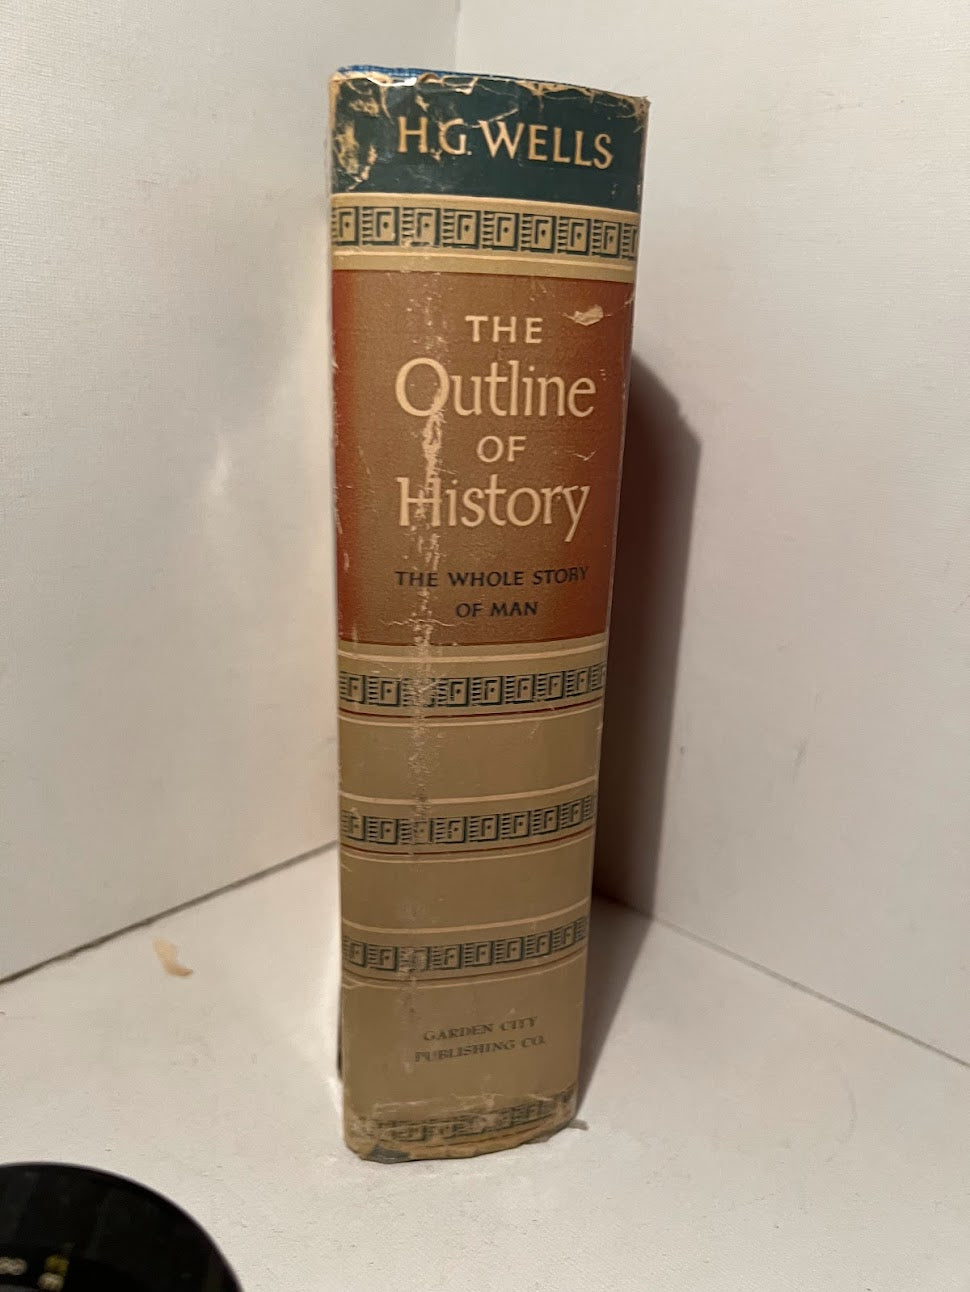 H.G. WELLS
THE
Outline
OF
History
THE WHOLE STORY
OF MAN
GARDEN CITY
PUBLISHING CO.